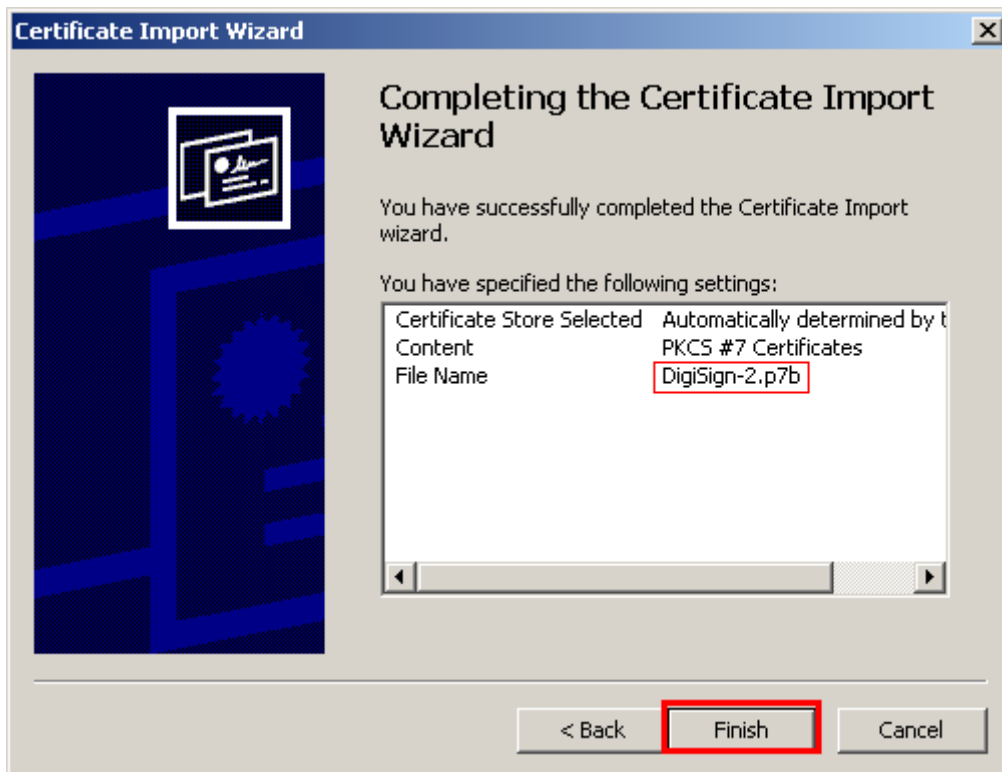 Certificate Import Wizard
Completing the Certificate Import
Wizard
You have successfully completed the Certificate Import
wizard.
You have specified the following settings:
Certificate Store Selected Automatically determined by t
Content PKCS #7 Certificates
File Name DigiSign-2.p7b
< Back Finish Cancel